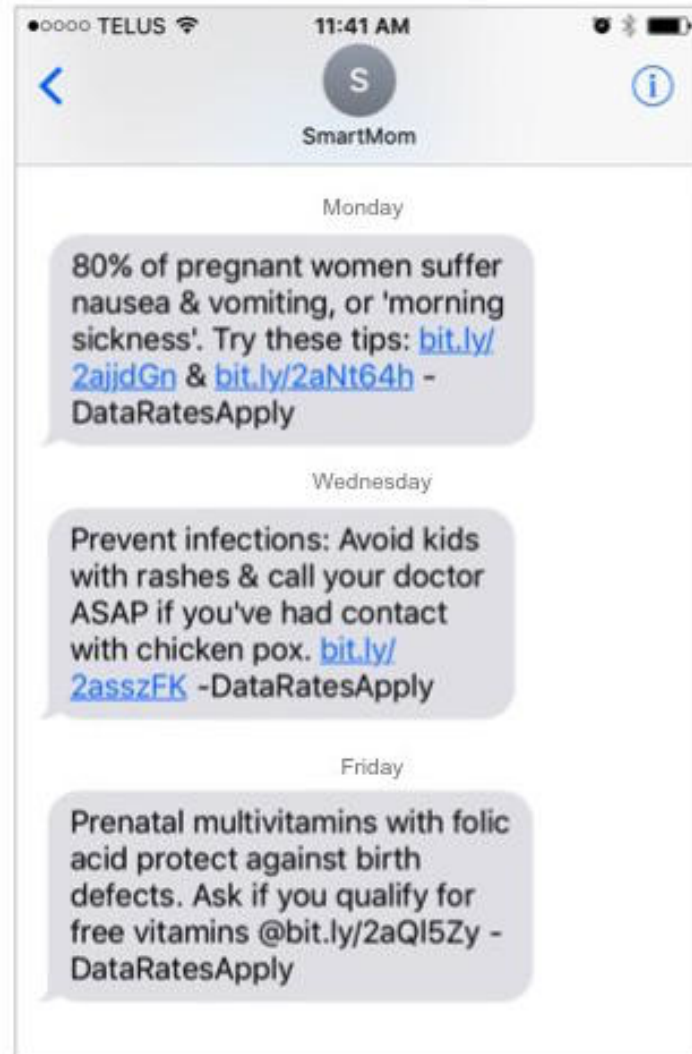 TELUS 11:41 AM
S
SmartMom
Monday
80% of pregnant women suffer
nausea & vomiting, or 'morning
sickness'. Try these tips: bit.ly/
2ajjdGn & bit.ly/2aNt64h -
DataRatesApply
Wednesday
Prevent infections: Avoid kids
with rashes & call your doctor
ASAP if you've had contact
with chicken pox. bit.ly/
2asszFK -DataRatesApply
Friday
Prenatal multivitamins with folic
acid protect against birth
defects. Ask if you qualify for
free vitamins @bit.ly/2aQl5Zy -
DataRatesApply